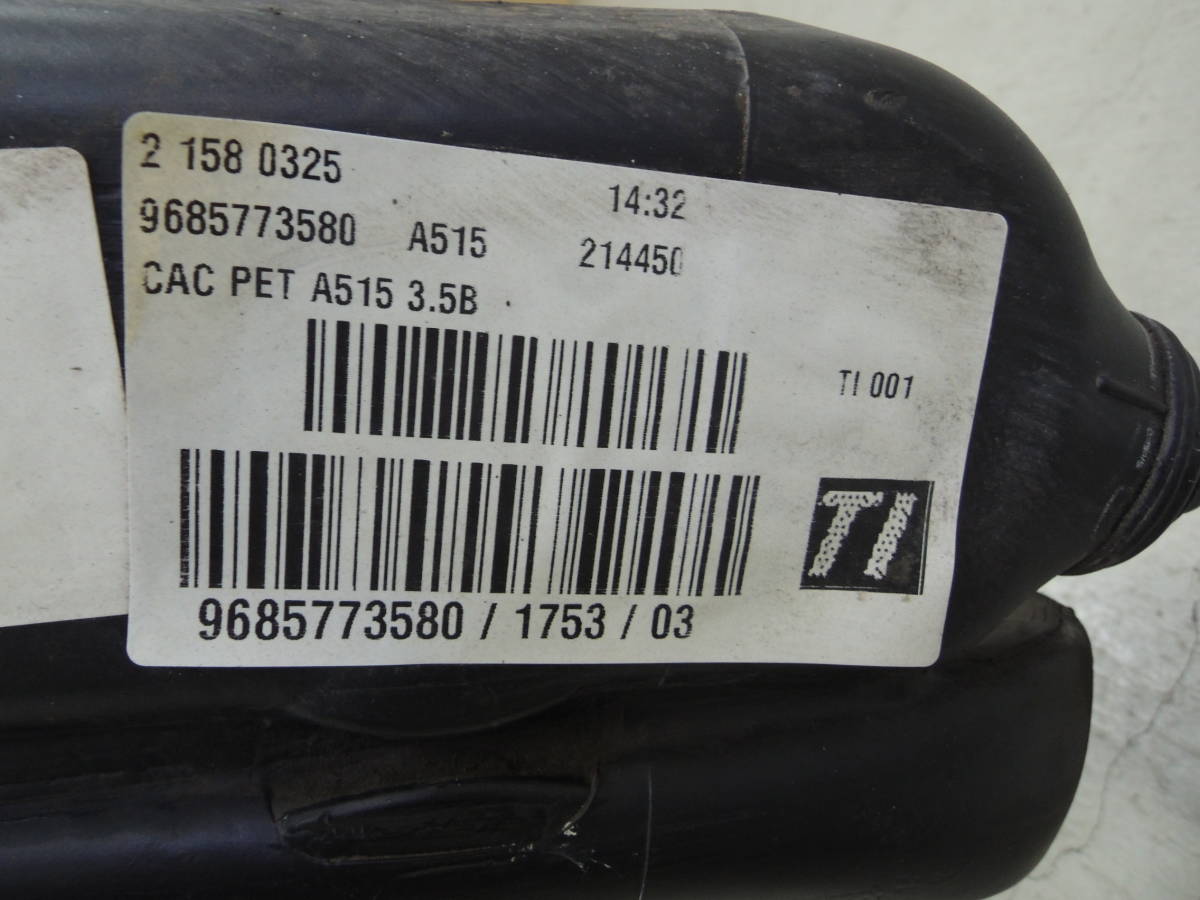 2 158 0325
14:32
9685773580 A515 214450
CAC PET A515 3.5B
TI 001
TI
9685773580 / 1753 / 03